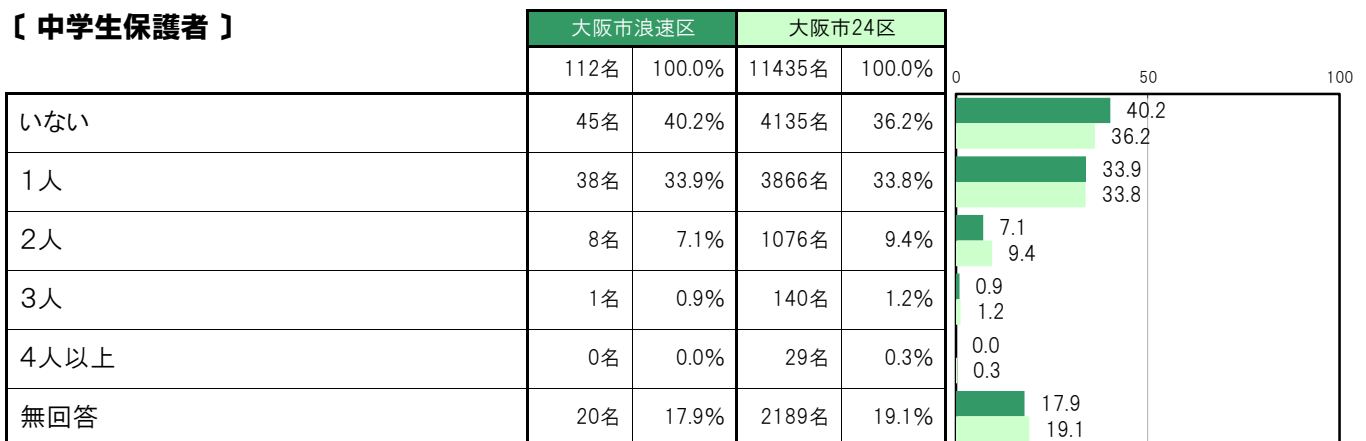 〔 中学生保護者 〕
大阪市浪速区 大阪市24区
112名 100.0% 11435名 100.0%
0 50 100
いない 45名 40.2% 4135名 36.2% 40.2
36.2
1人 38名 33.9% 3866名 33.8% 33.9
33.8
2人 8名 7.1% 1076名 9.4% 7.1
9.4
3人 1名 0.9% 140名 1.2% 0.9
1.2
4人以上 0名 0.0% 29名 0.3% 0.0
0.3
無回答 20名 17.9% 2189名 19.1% 17.9
19.1